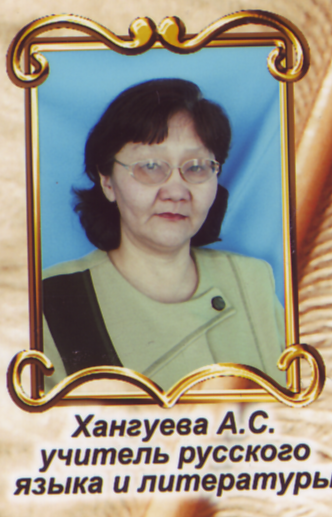 Хангуева А.С.
учитель русского
языка и литературы